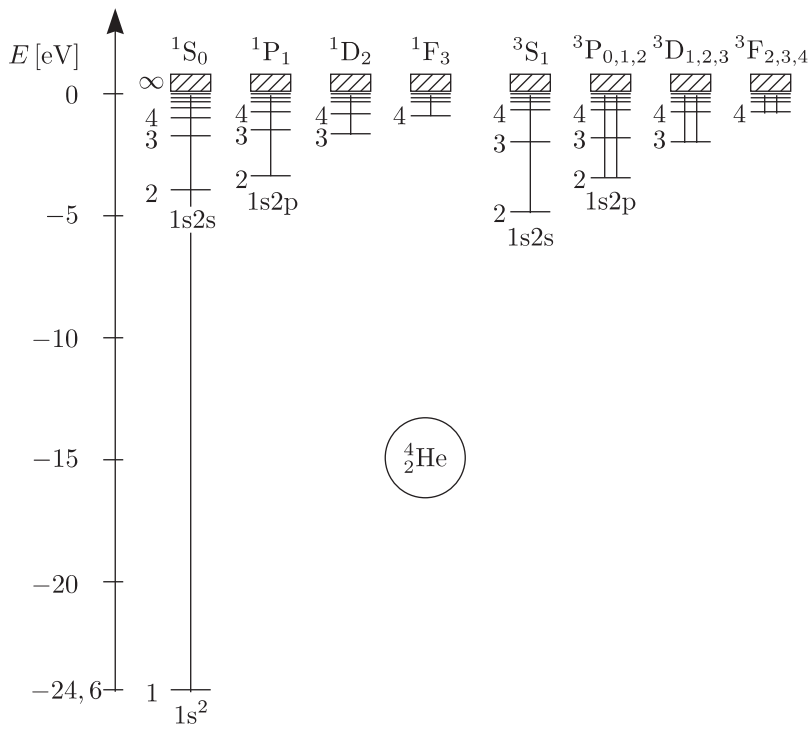 E [eV] ¹S₀ ¹P₁ ¹D₂ ¹F₃ ³S₁ ³P₀,₁,₂ ³D₁,₂,₃ ³F₂,₃,₄
∞
0
4 4 4 4 4 4 4 4
3 3 3 3 3 3
2 2 2 2
1s2s 1s2p 1s2s 1s2p
−5
−10
⁴₂He
−15
−20
−24,6 1
1s²